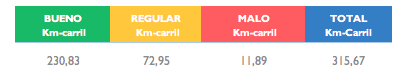 BUENO REGULAR MALO TOTAL
Km-carril Km-carril Km-carril Km-Carril
230,83 72,95 11,89 315,67